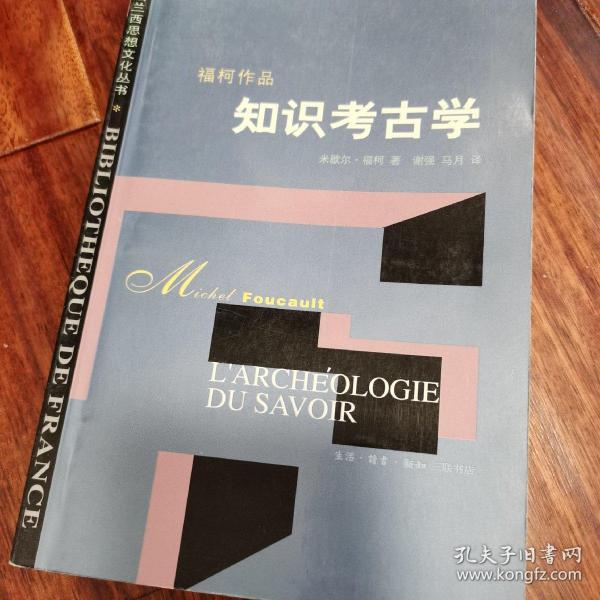 兰西思想文化丛书 * BIBLIOTHEQUE DE FRANCE
福柯作品
知识考古学
米歇尔·福柯 著 谢强 马月 译
Michel Foucault
L'ARCHÉOLOGIE
DU SAVOIR
生活·读书·新知 三联书店
孔夫子旧书网
www.kongfz.com